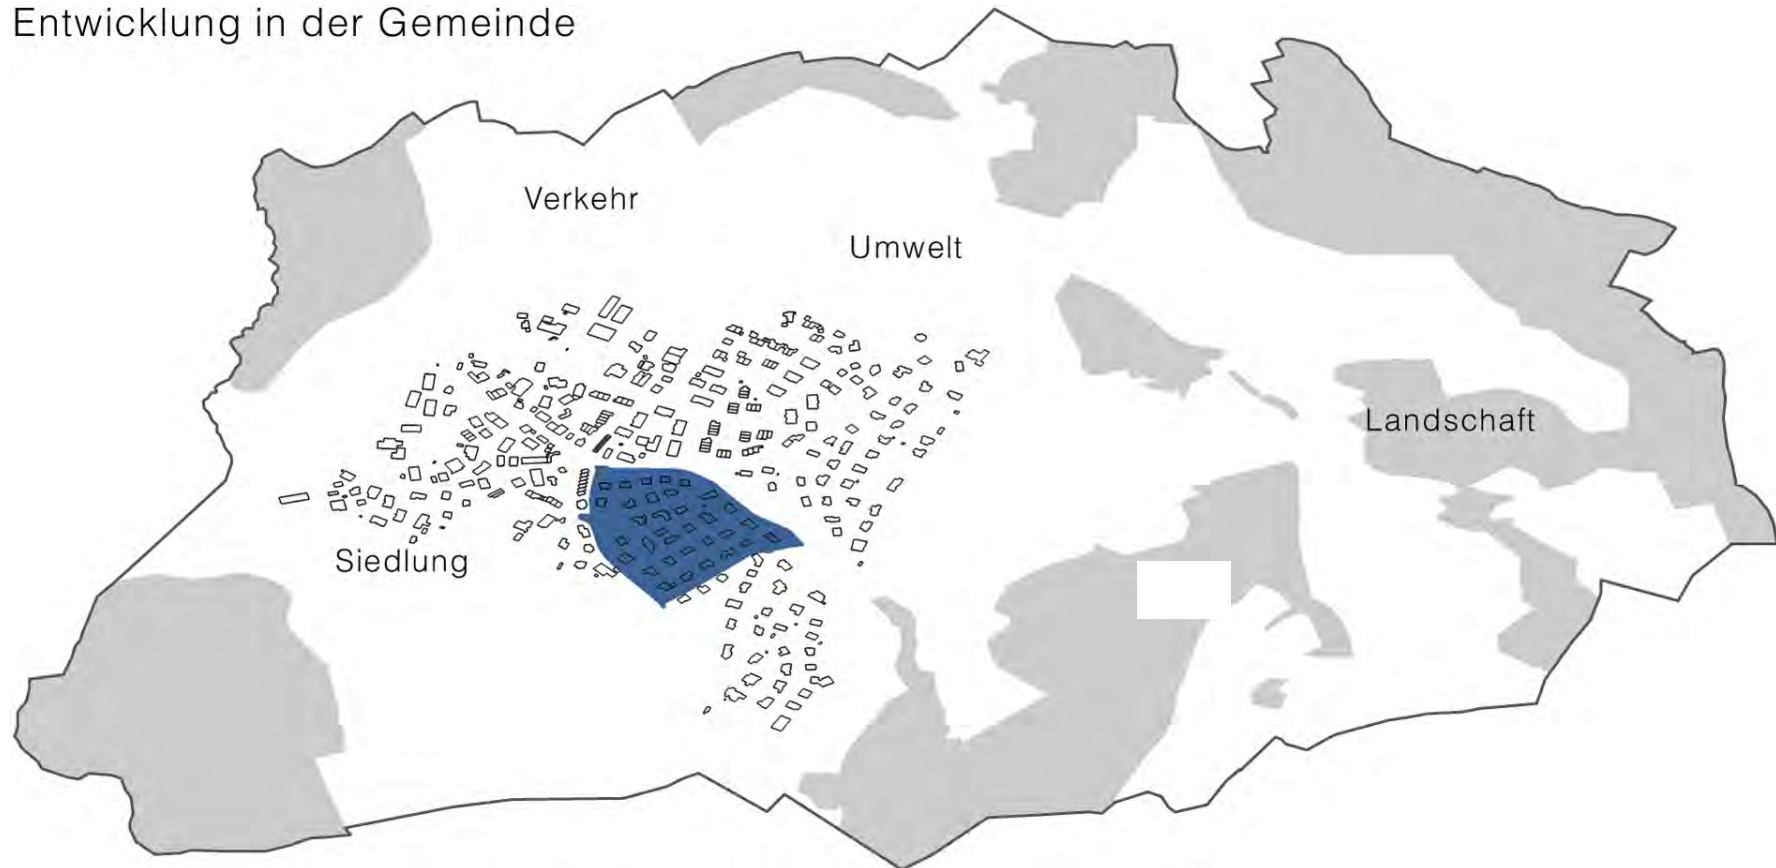 Entwicklung in der Gemeinde
Verkehr
Umwelt
Landschaft
Siedlung